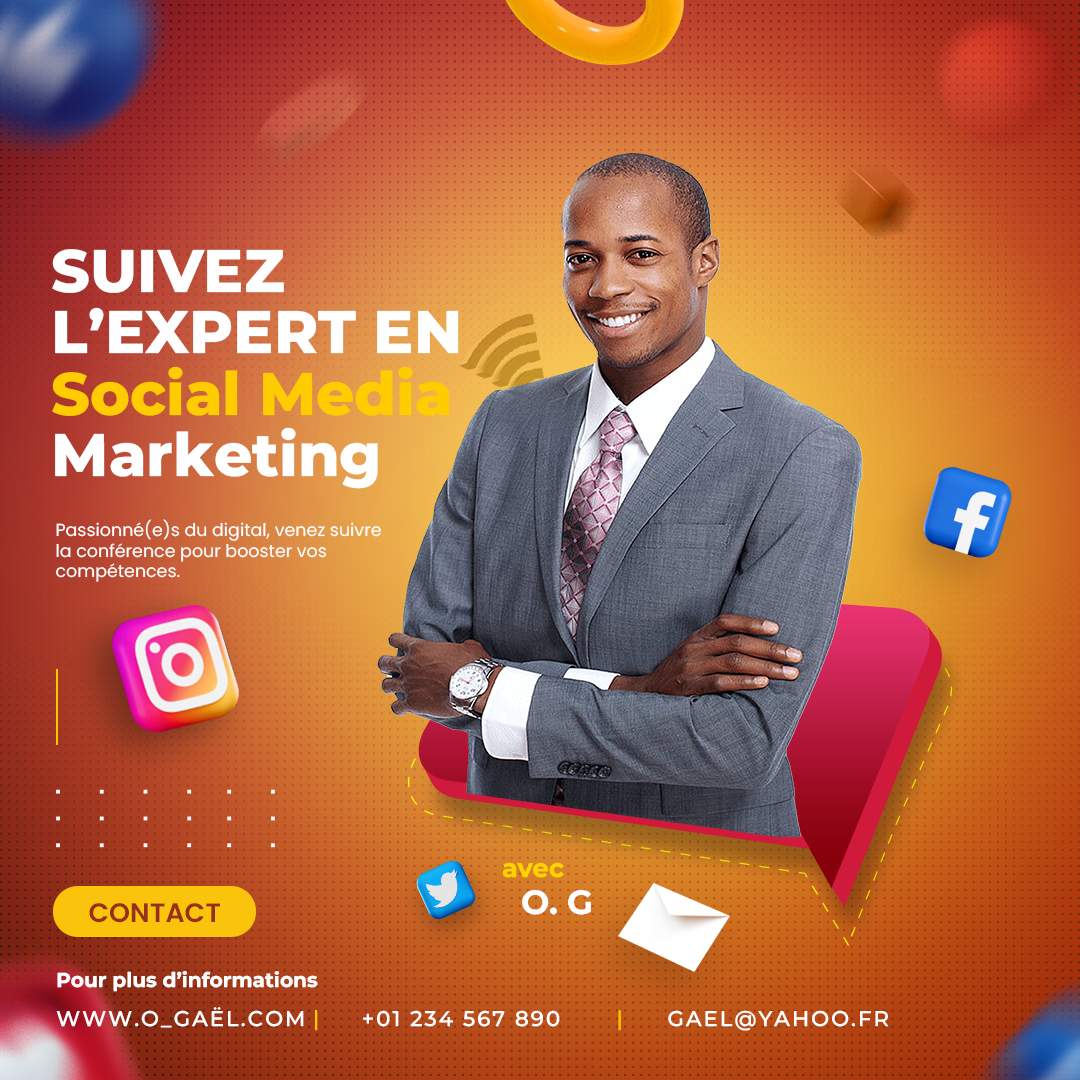 SUIVEZ
L’EXPERT EN
Social Media
Marketing
Passionné(e)s du digital, venez suivre
la conférence pour booster vos
compétences.
avec
O. G
CONTACT
Pour plus d’informations
WWW.O_GAËL.COM | +01 234 567 890 | GAEL@YAHOO.FR